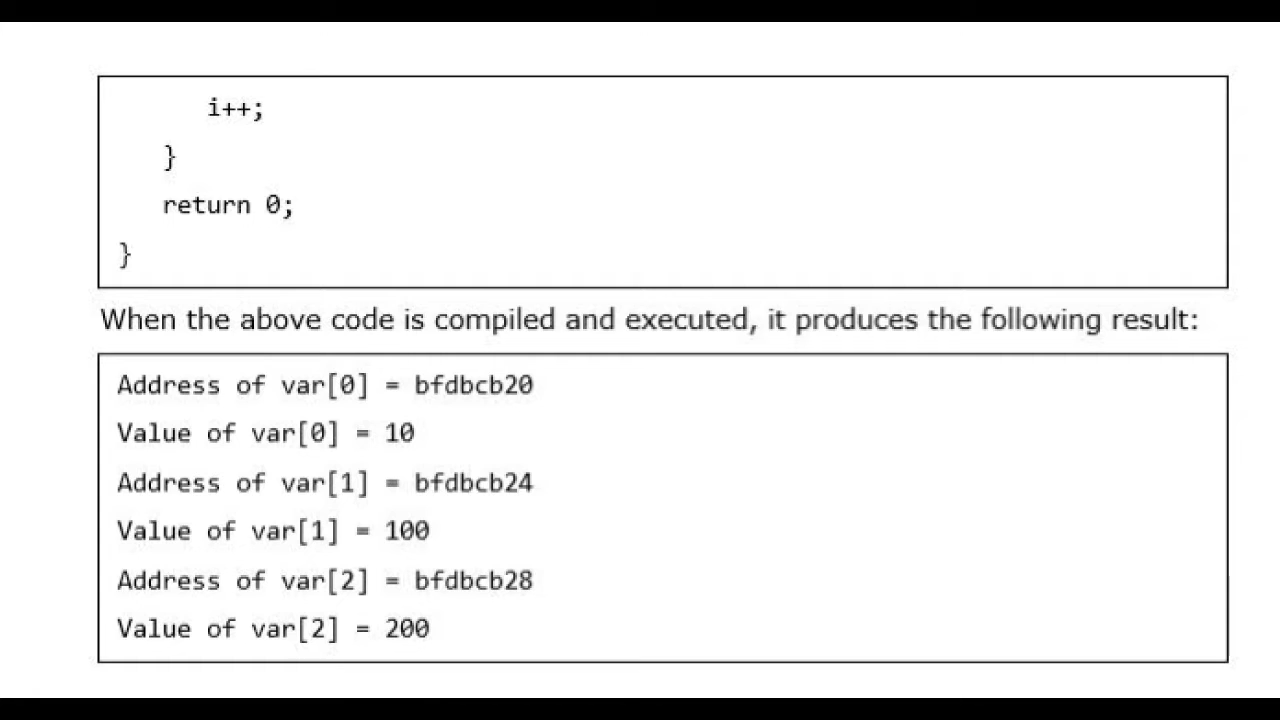 i++;
}
return 0;
}
When the above code is compiled and executed, it produces the following result:
Address of var[0] = bfdbcb20
Value of var[0] = 10
Address of var[1] = bfdbcb24
Value of var[1] = 100
Address of var[2] = bfdbcb28
Value of var[2] = 200